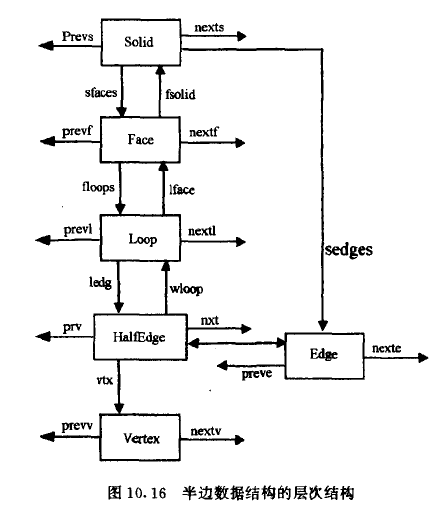 nexts
Prevs
Solid
sfaces
fsolid
prevf
Face
nextf
floops
lface
prevl
Loop
nextl
sedges
ledg
wloop
prv
HalfEdge
nxt
Edge
nexte
preve
vtx
prevv
Vertex
nextv
图 10.16 半边数据结构的层次结构